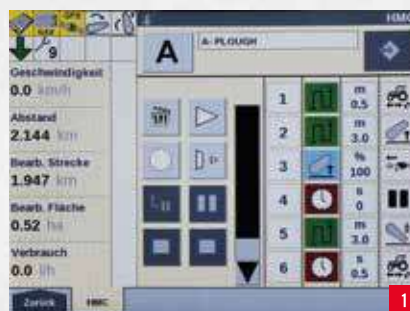 HMC
9
A
A- PLOUGH
Geschwindigkeit
0.0 km/h
Abstand
2.144 km
Bearb. Strecke
1.947 km
Bearb. Fläche
0.52 ha
Verbrauch
0.0 l/h
1 m 0.5
2 m 3.0
3 % 100
4 s 0
5 m 3.0
6 s 0.5
Zurück HMC
1